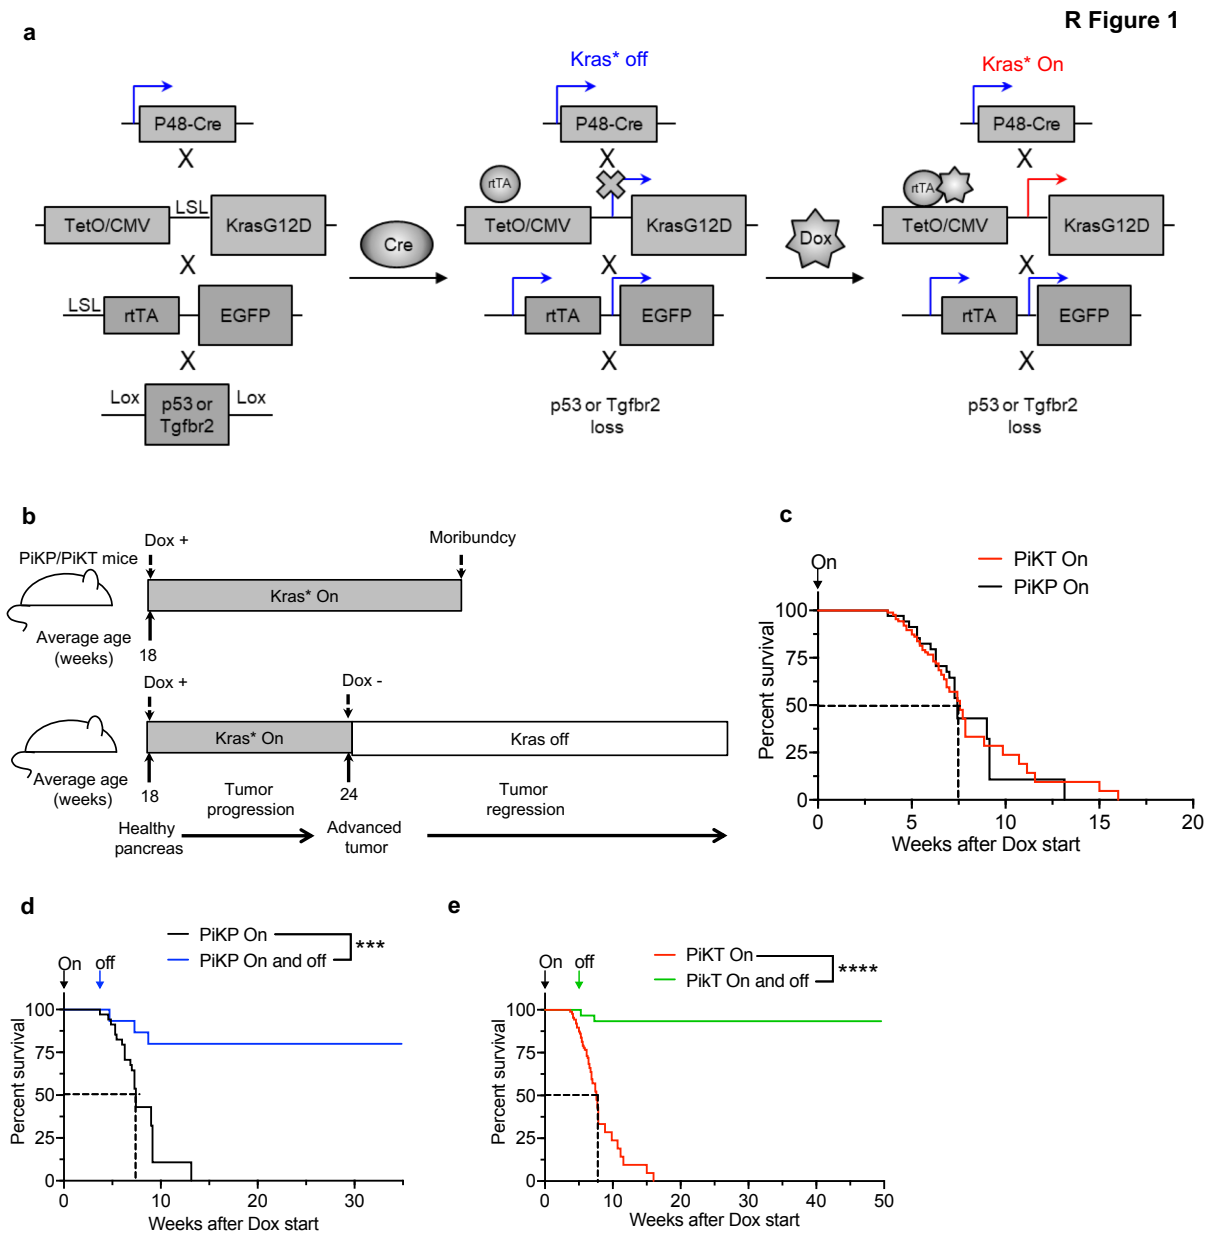 R Figure 1
a
Kras* off
Kras* On
P48-Cre
P48-Cre
P48-Cre
X
X
X
rtTA
rtTA
LSL
TetO/CMV
KrasG12D
Cre
TetO/CMV
KrasG12D
Dox
TetO/CMV
KrasG12D
X
X
X
LSL
rtTA
EGFP
rtTA
EGFP
rtTA
EGFP
X
X
X
Lox
p53 or
Tgfbr2
Lox
p53 or Tgfbr2
loss
p53 or Tgfbr2
loss
b
Dox +
Moribundcy
PiKP/PiKT mice
Kras* On
Average age
(weeks)
18
Dox +
Dox -
Kras* On
Kras off
Average age
(weeks)
18
Tumor
progression
24
Tumor
regression
Healthy
pancreas
Advanced
tumor
c
On
PiKT On
PiKP On
Percent survival
100
75
50
25
0
0
5
10
15
20
Weeks after Dox start
d
PiKP On
PiKP On and off
***
On
off
Percent survival
100
75
50
25
0
0
10
20
30
Weeks after Dox start
e
PiKT On
PikT On and off
****
On
off
Percent survival
100
75
50
25
0
0
10
20
30
40
50
Weeks after Dox start